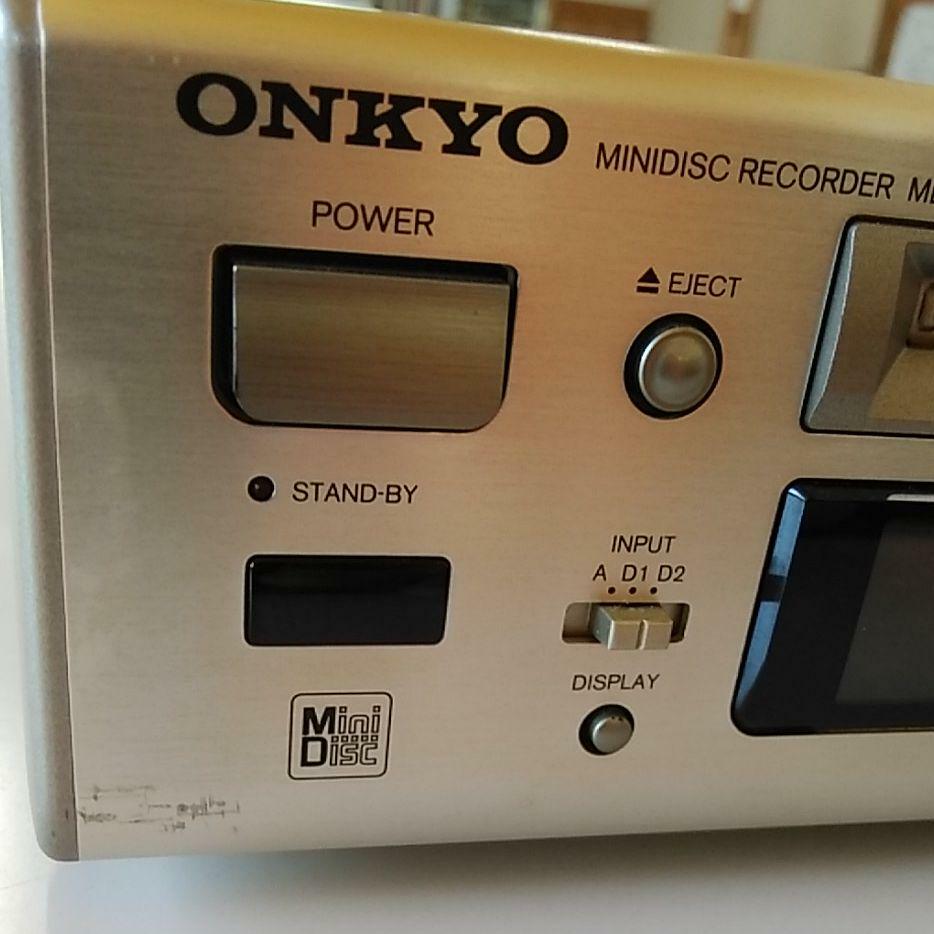 ONKYO MINIDISC RECORDER
POWER
EJECT
STAND-BY
INPUT
A D1 D2
DISPLAY
Mini
Disc